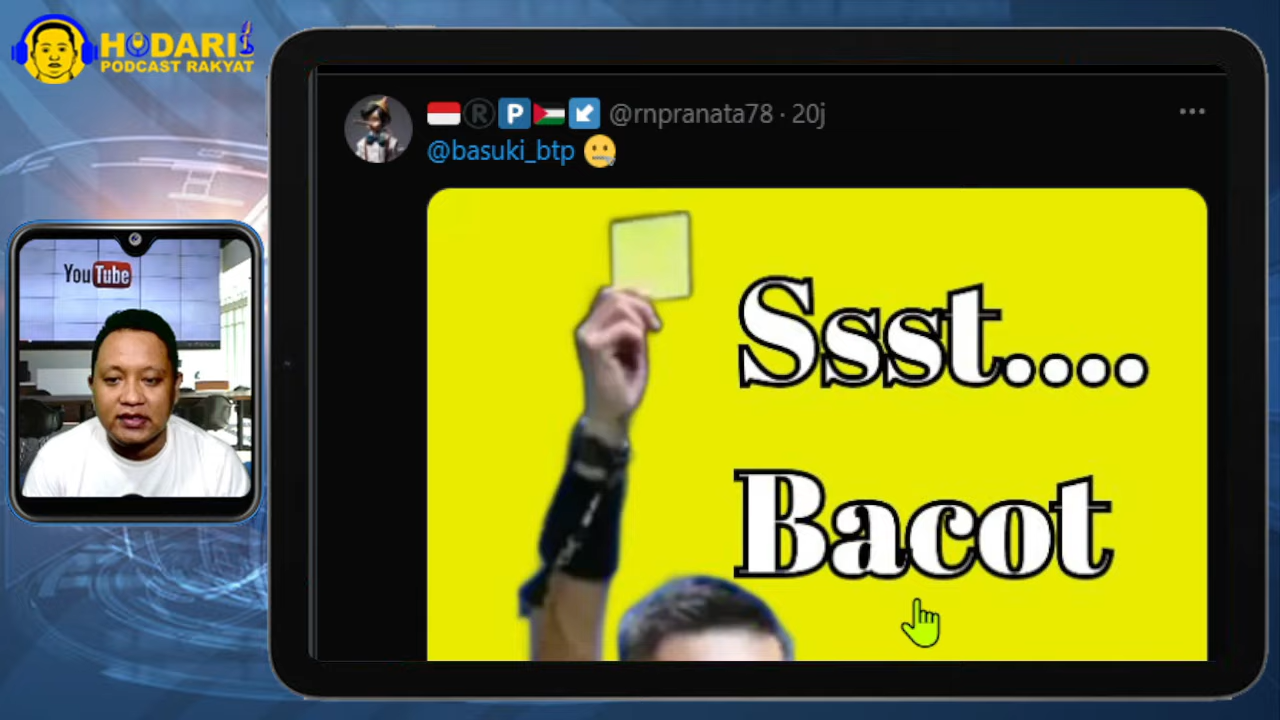 HODARI
PODCAST RAKYAT
YouTube
R P @rnpranata78 · 20j
@basuki_btp
Ssst....
Bacot